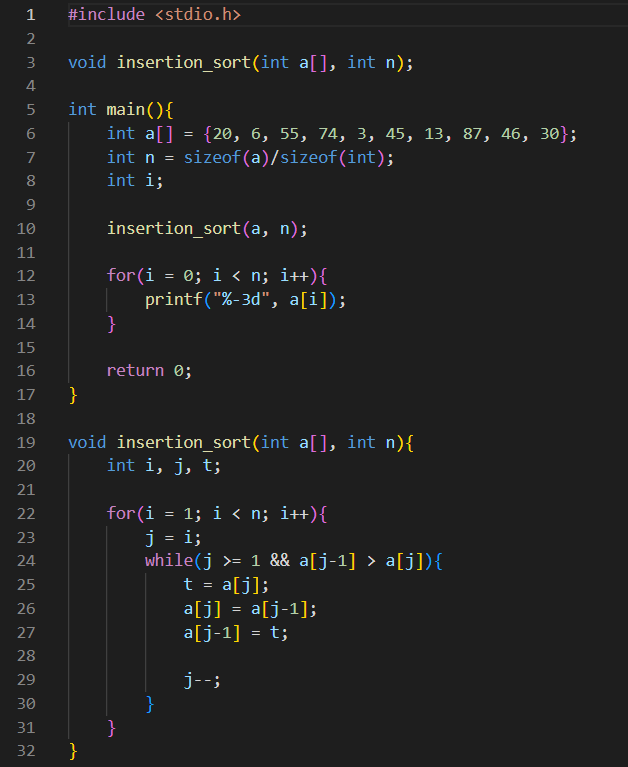 1 #include <stdio.h>
2
3 void insertion_sort(int a[], int n);
4
5 int main(){
6     int a[] = {20, 6, 55, 74, 3, 45, 13, 87, 46, 30};
7     int n = sizeof(a)/sizeof(int);
8     int i;
9
10     insertion_sort(a, n);
11
12     for(i = 0; i < n; i++){
13         printf("%-3d", a[i]);
14     }
15
16     return 0;
17 }
18
19 void insertion_sort(int a[], int n){
20     int i, j, t;
21
22     for(i = 1; i < n; i++){
23         j = i;
24         while(j >= 1 && a[j-1] > a[j]){
25             t = a[j];
26             a[j] = a[j-1];
27             a[j-1] = t;
28
29             j--;
30         }
31     }
32 }